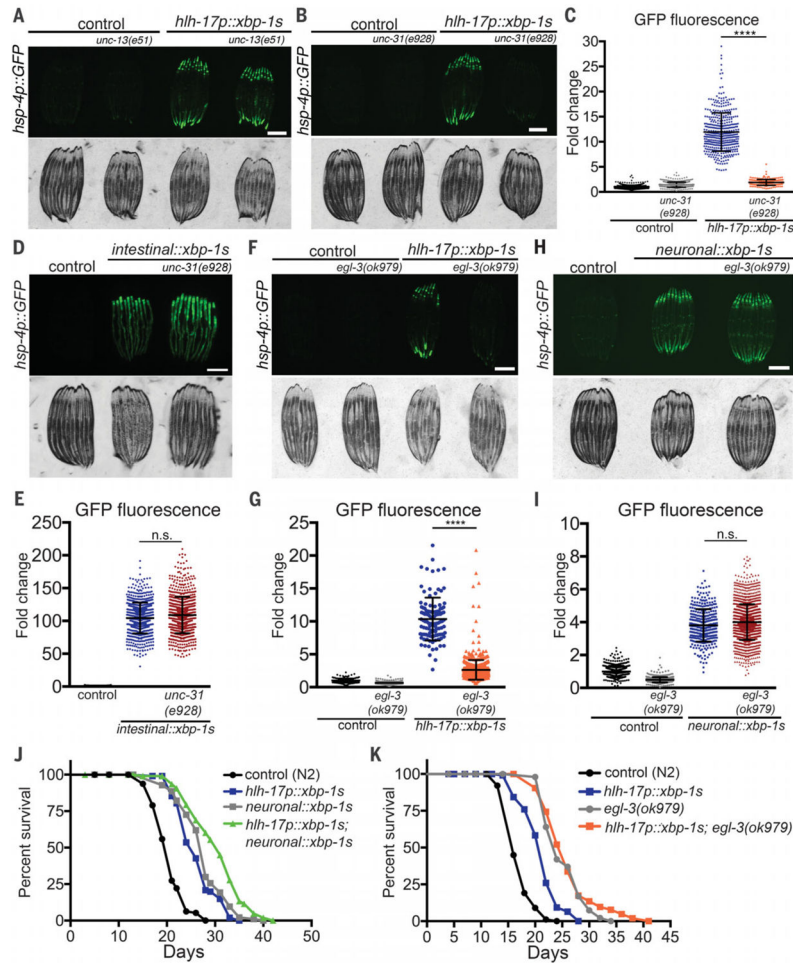 A
control
hlh-17p::xbp-1s
unc-13(e51)
unc-13(e51)
hsp-4p::GFP
B
control
hlh-17p::xbp-1s
unc-31(e928)
unc-31(e928)
hsp-4p::GFP
C
GFP fluorescence
****
Fold change
30
25
20
15
10
5
0
unc-31
(e928)
unc-31
(e928)
control
hlh-17p::xbp-1s
D
intestinal::xbp-1s
control
unc-31(e928)
hsp-4p::GFP
F
control
hlh-17p::xbp-1s
egl-3(ok979)
egl-3(ok979)
hsp-4p::GFP
H
neuronal::xbp-1s
control
egl-3(ok979)
hsp-4p::GFP
E
GFP fluorescence
n.s.
Fold change
250
200
150
100
50
0
control
unc-31
(e928)
intestinal::xbp-1s
G
GFP fluorescence
****
Fold change
25
20
15
10
5
0
egl-3
(ok979)
egl-3
(ok979)
control
hlh-17p::xbp-1s
I
GFP fluorescence
n.s.
Fold change
8
6
4
2
0
egl-3
(ok979)
egl-3
(ok979)
control
neuronal::xbp-1s
J
Percent survival
100
75
50
25
0
0
10
20
30
40
50
Days
control (N2)
hlh-17p::xbp-1s
neuronal::xbp-1s
hlh-17p::xbp-1s;
neuronal::xbp-1s
K
Percent survival
100
75
50
25
0
0
5
10
15
20
25
30
35
40
45
Days
control (N2)
hlh-17p::xbp-1s
egl-3(ok979)
hlh-17p::xbp-1s; egl-3(ok979)